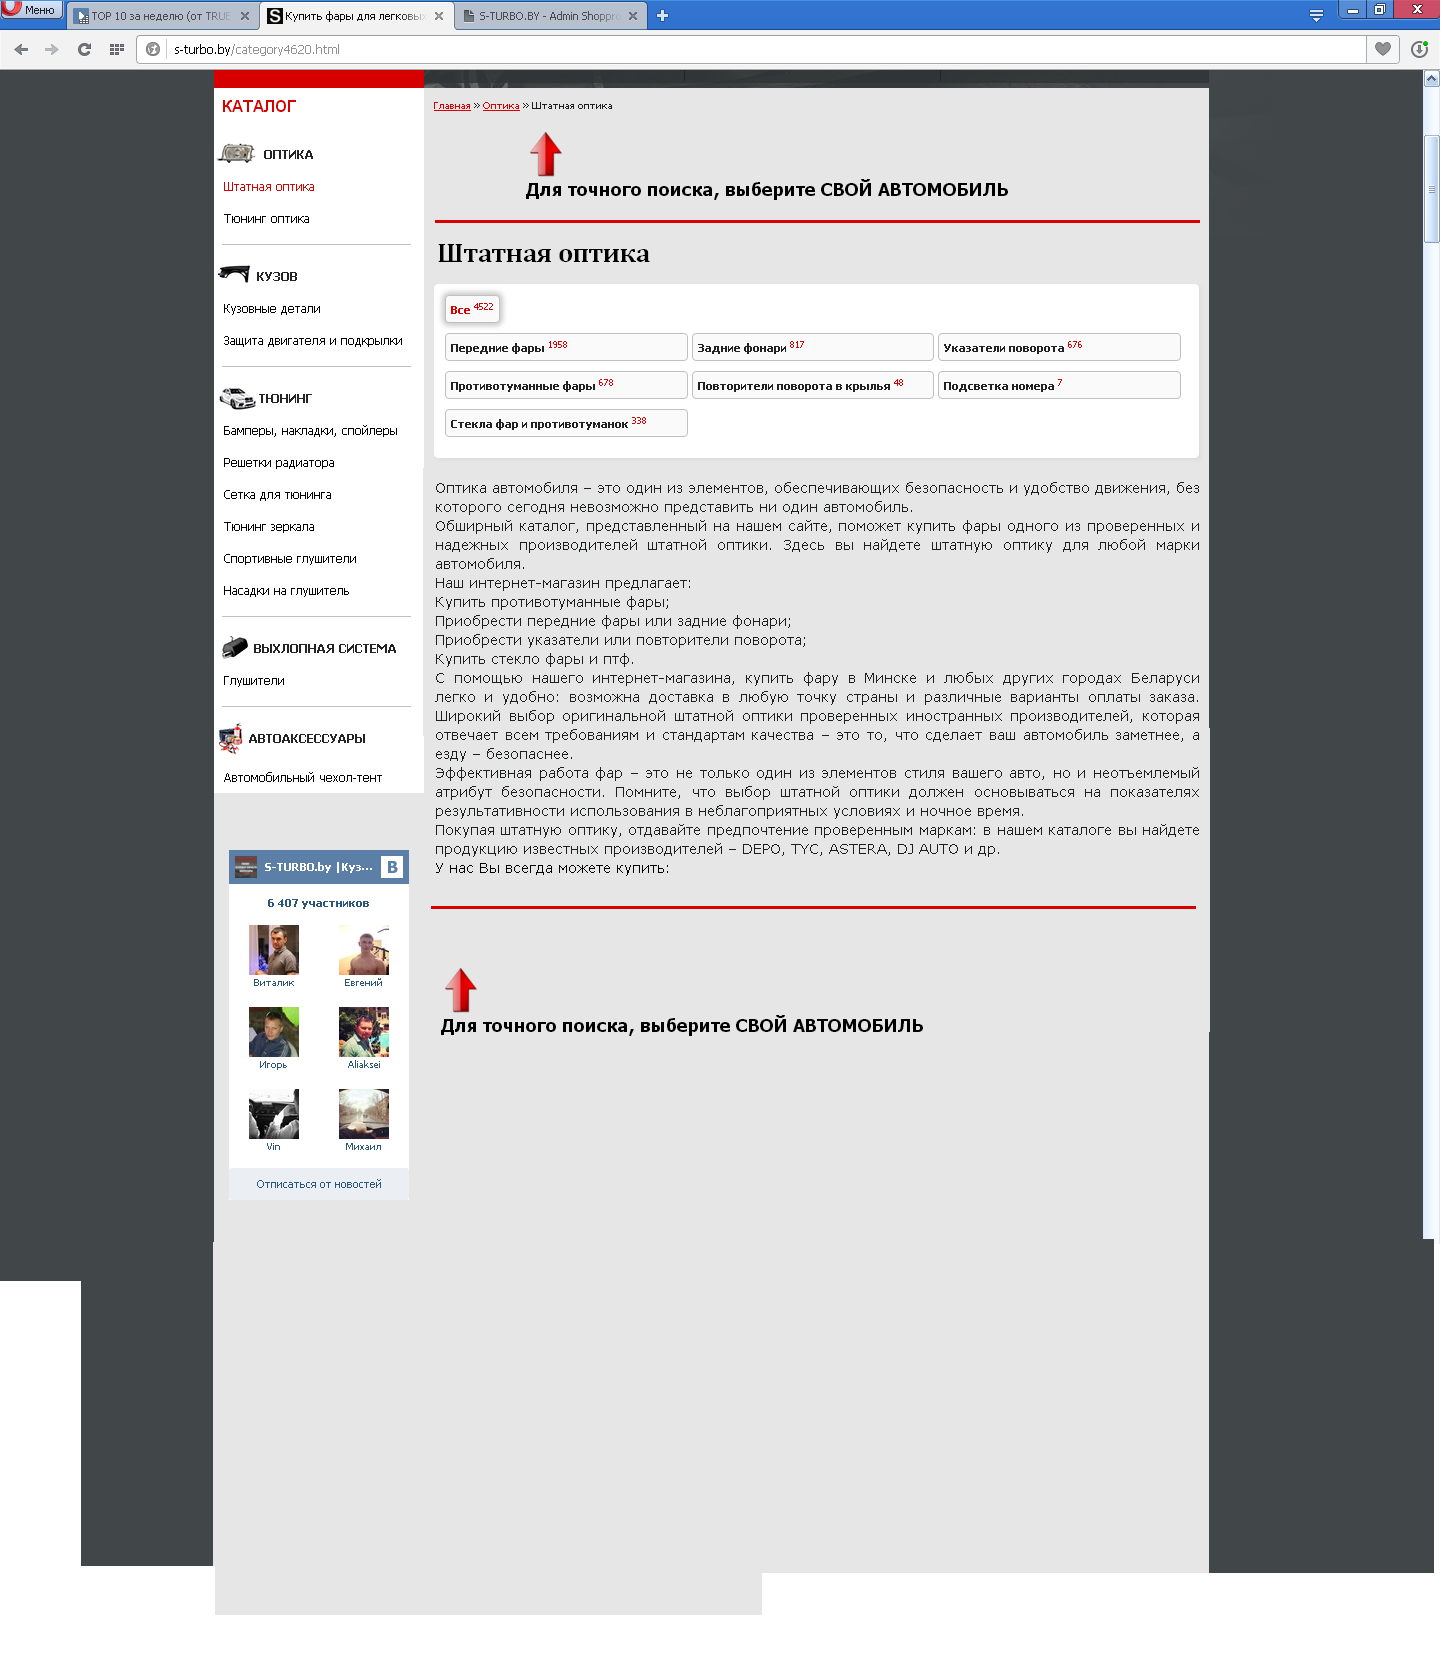 Меню
TOP 10 за неделю (от TRUE
Купить фары для легковых
S-TURBO.BY - Admin Shoppro
s-turbo.by/category4620.html
КАТАЛОГ
ОПТИКА
Штатная оптика
Тюнинг оптика
КУЗОВ
Кузовные детали
Защита двигателя и подкрылки
ТЮНИНГ
Бамперы, накладки, спойлеры
Решетки радиатора
Сетка для тюнинга
Тюнинг зеркала
Спортивные глушители
Насадки на глушитель
ВЫХЛОПНАЯ СИСТЕМА
Глушители
АВТОАКСЕССУАРЫ
Автомобильный чехол-тент
S-TURBO.by |Куз...
В
6 407 участников
Виталик
Евгений
Игорь
Aliaksei
Vin
Михаил
Отписаться от новостей
Главная » Оптика » Штатная оптика
Для точного поиска, выберите СВОЙ АВТОМОБИЛЬ
Штатная оптика
Все 4522
Передние фары 1958
Задние фонари 817
Указатели поворота 676
Противотуманные фары 678
Повторители поворота в крылья 48
Подсветка номера 7
Стекла фар и противотуманок 338
Оптика автомобиля – это один из элементов, обеспечивающих безопасность и удобство движения, без
которого сегодня невозможно представить ни один автомобиль.
Обширный каталог, представленный на нашем сайте, поможет купить фары одного из проверенных и
надежных производителей штатной оптики. Здесь вы найдете штатную оптику для любой марки
автомобиля.
Наш интернет-магазин предлагает:
Купить противотуманные фары;
Приобрести передние фары или задние фонари;
Приобрести указатели или повторители поворота;
Купить стекло фары и птф.
С помощью нашего интернет-магазина, купить фару в Минске и любых других городах Беларуси
легко и удобно: возможна доставка в любую точку страны и различные варианты оплаты заказа.
Широкий выбор оригинальной штатной оптики проверенных иностранных производителей, которая
отвечает всем требованиям и стандартам качества – это то, что сделает ваш автомобиль заметнее, а
езду – безопаснее.
Эффективная работа фар – это не только один из элементов стиля вашего авто, но и неотъемлемый
атрибут безопасности. Помните, что выбор штатной оптики должен основываться на показателях
результативности использования в неблагоприятных условиях и ночное время.
Покупая штатную оптику, отдавайте предпочтение проверенным маркам: в нашем каталоге вы найдете
продукцию известных производителей – DEPO, TYC, ASTERA, DJ AUTO и др.
У нас Вы всегда можете купить:
Для точного поиска, выберите СВОЙ АВТОМОБИЛЬ